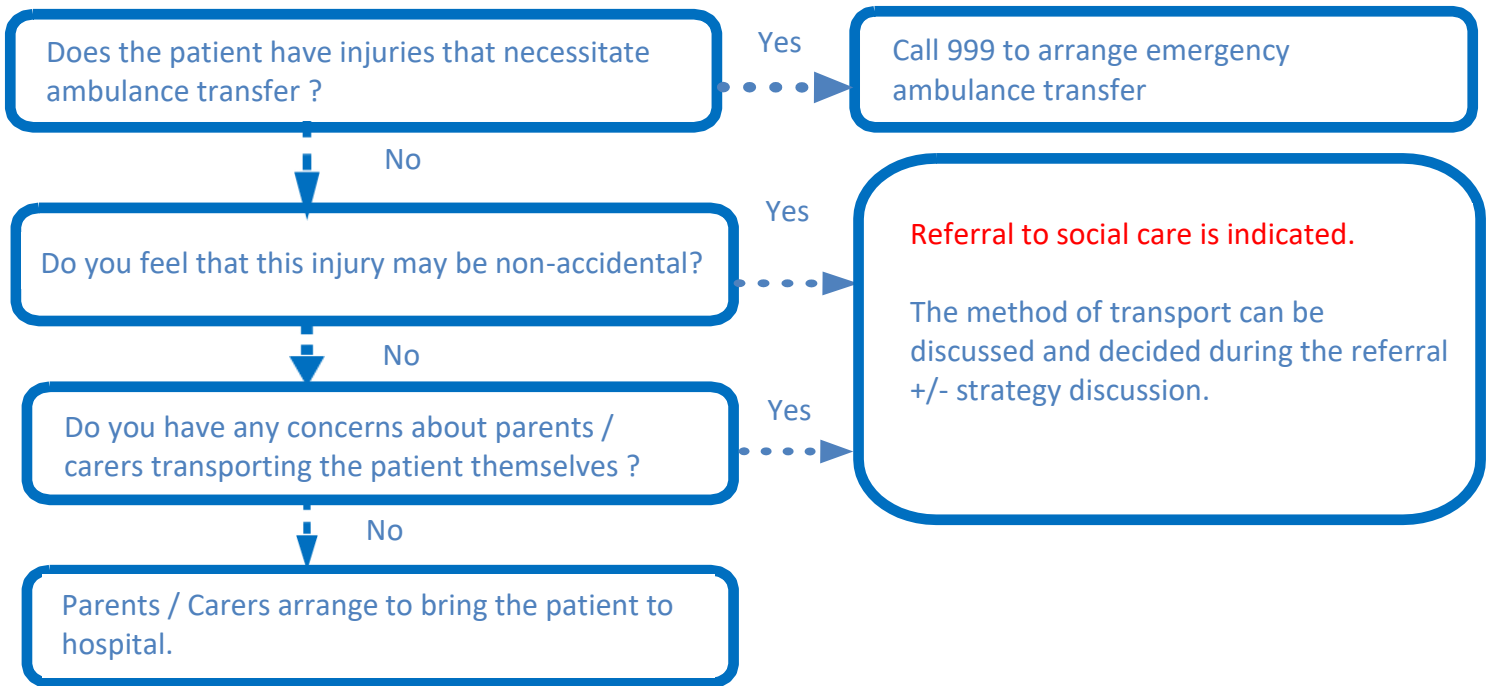 Does the patient have injuries that necessitate
ambulance transfer ?
Yes
Call 999 to arrange emergency
ambulance transfer
No
Do you feel that this injury may be non-accidental?
Yes
Referral to social care is indicated.
The method of transport can be
discussed and decided during the referral
+/- strategy discussion.
No
Do you have any concerns about parents /
carers transporting the patient themselves ?
Yes
No
Parents / Carers arrange to bring the patient to
hospital.